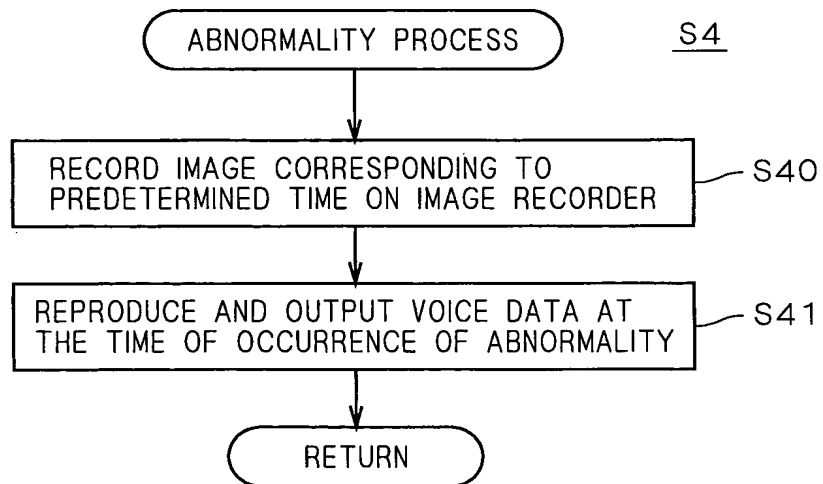 ABNORMALITY PROCESS
S4
RECORD IMAGE CORRESPONDING TO
PREDETERMINED TIME ON IMAGE RECORDER
S40
REPRODUCE AND OUTPUT VOICE DATA AT
THE TIME OF OCCURRENCE OF ABNORMALITY
S41
RETURN